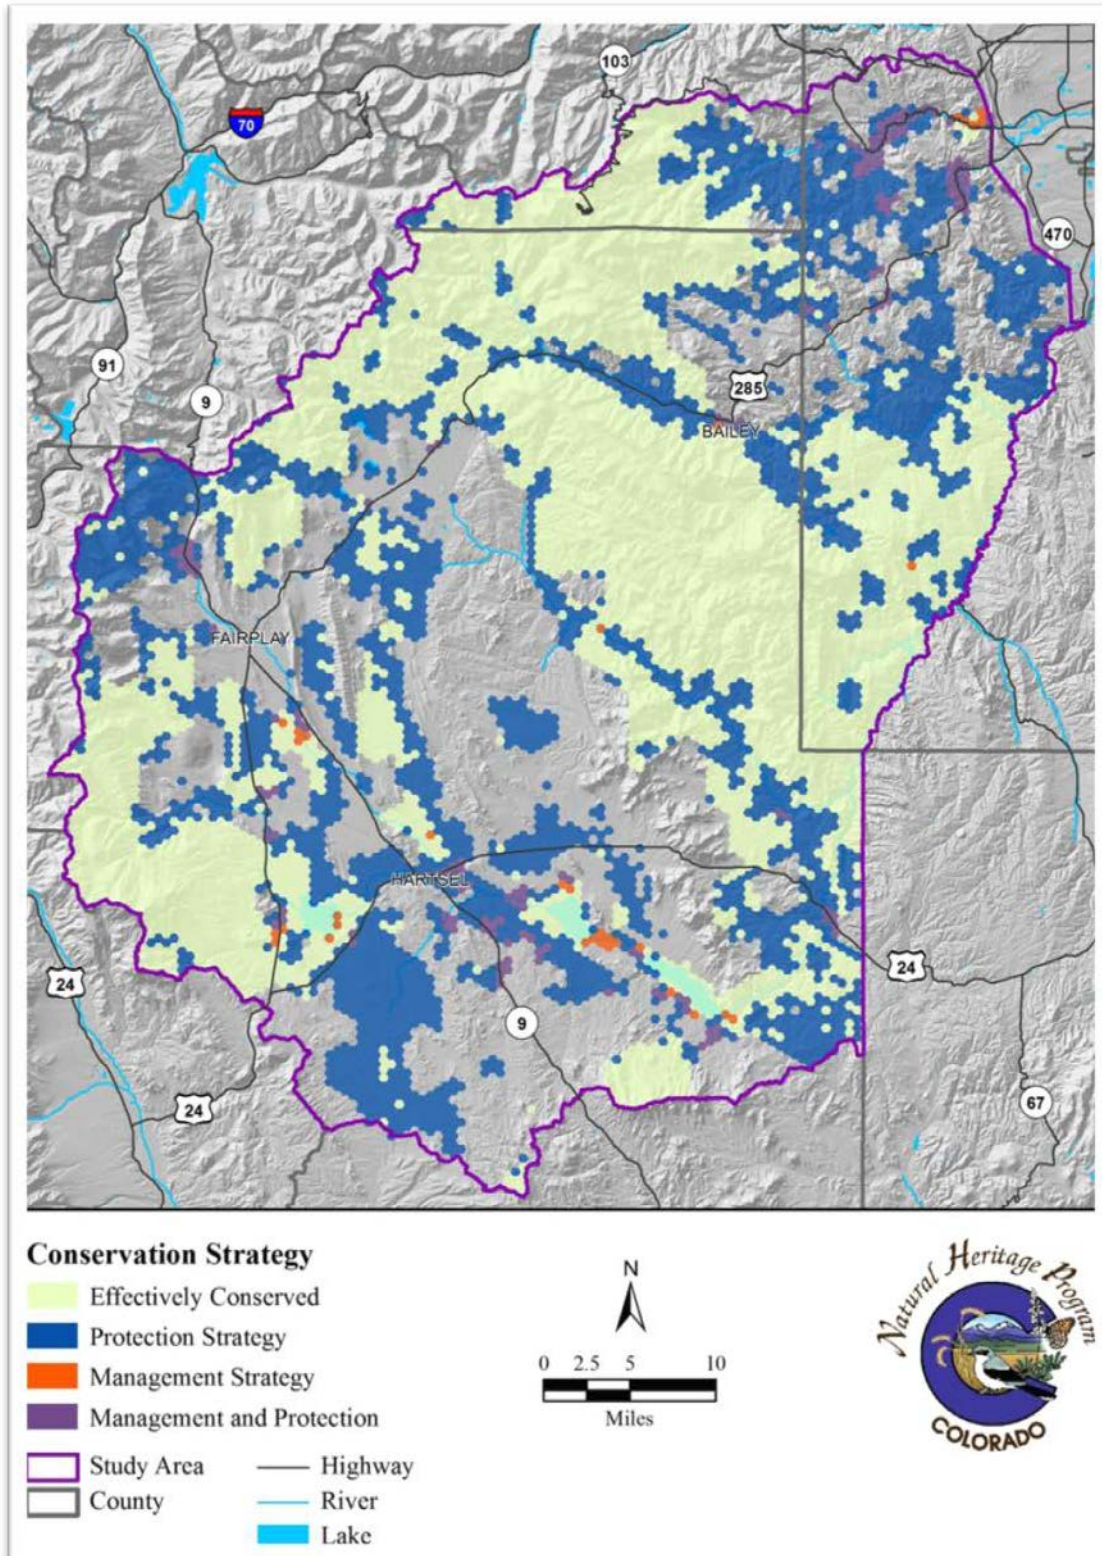 103
70
470
91
9
285
BAILEY
FAIRPLAY
HARTSEL
24
24
9
24
67
Conservation Strategy
Effectively Conserved
Protection Strategy
Management Strategy
Management and Protection
Study Area
Highway
County
River
Lake
N
0 2.5 5 10
Miles
Natural Heritage Program
COLORADO